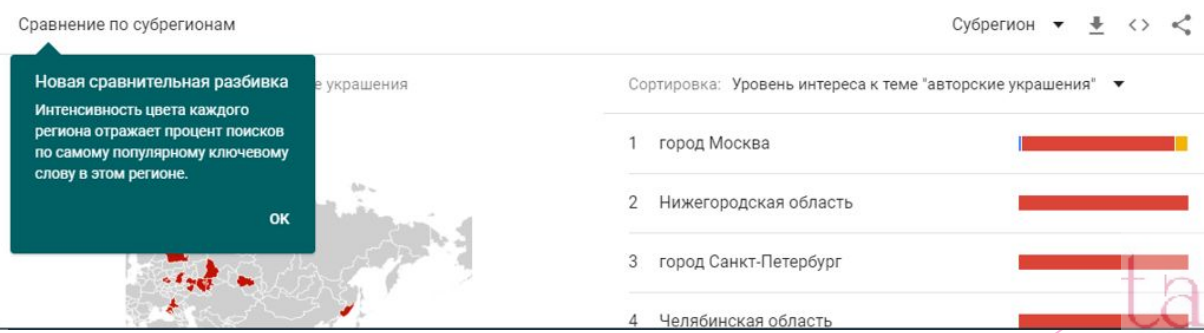 Сравнение по субрегионам
Субрегион
Новая сравнительная разбивка
Интенсивность цвета каждого
региона отражает процент поисков
по самому популярному ключевому
слову в этом регионе.
ОК
е украшения
Сортировка: Уровень интереса к теме "авторские украшения"
1 город Москва
2 Нижегородская область
3 город Санкт-Петербург
4 Челябинская область
ta